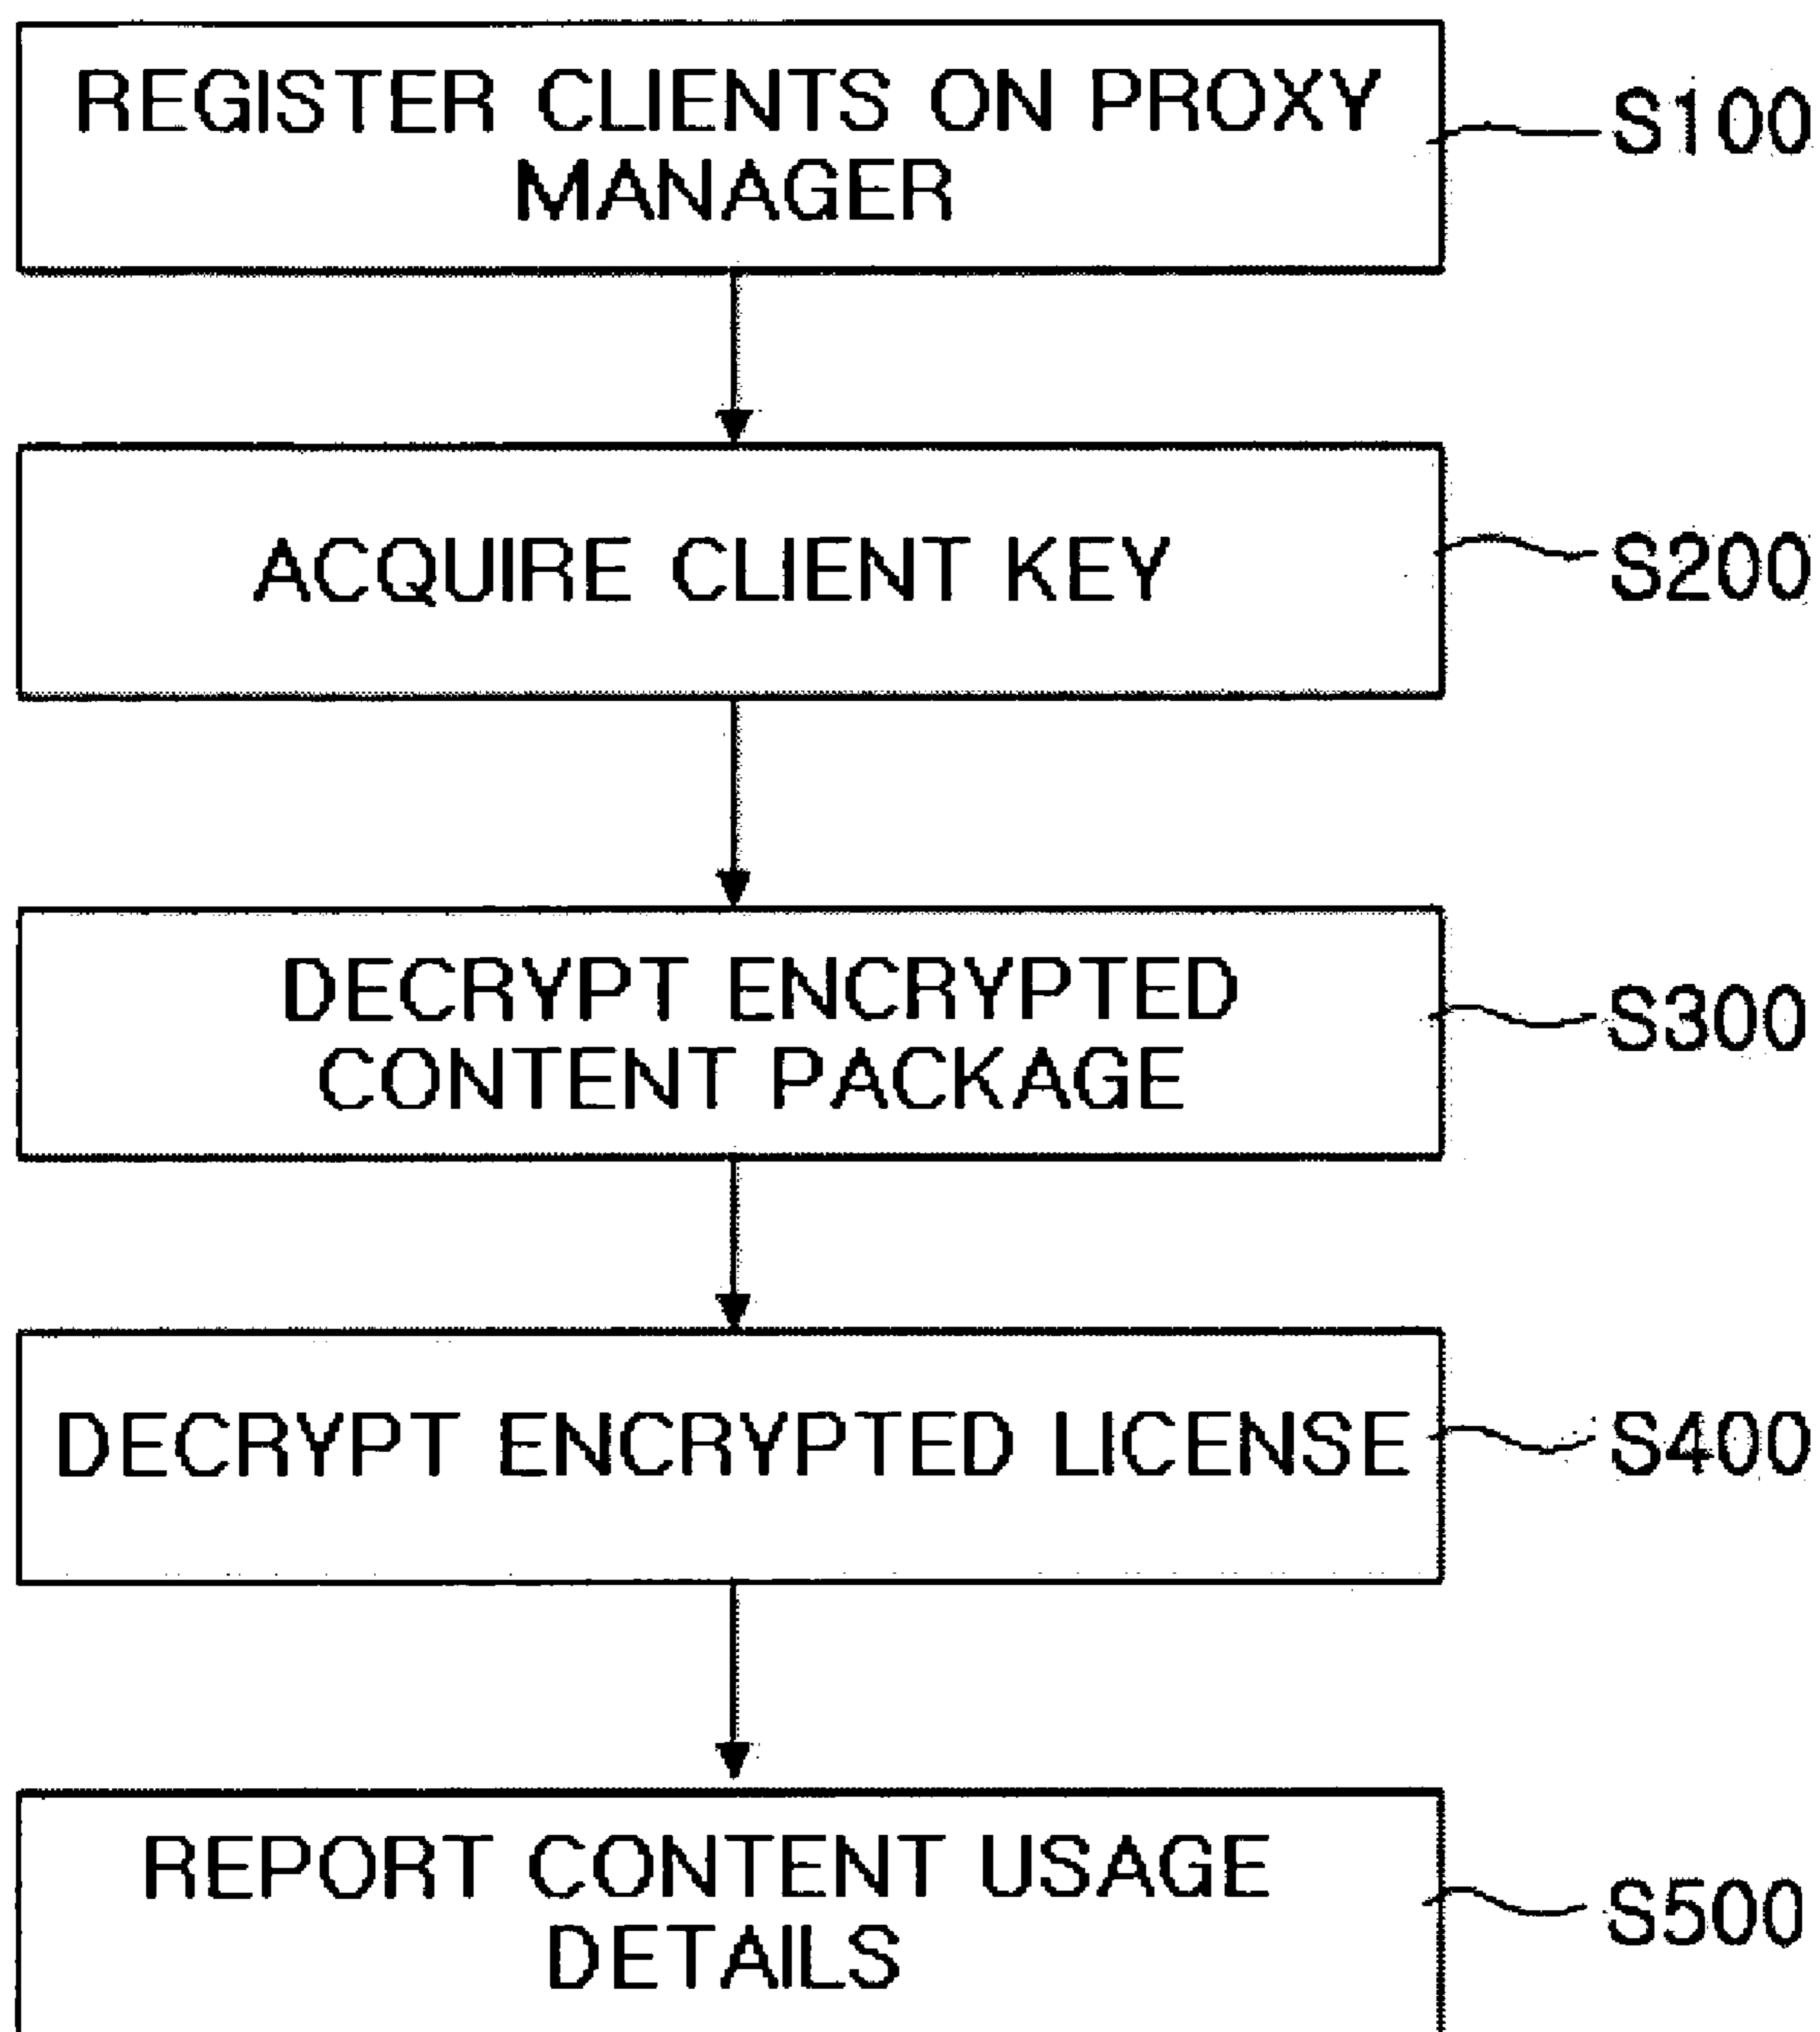 REGISTER CLIENTS ON PROXY
MANAGER
S100
ACQUIRE CLIENT KEY
S200
DECRYPT ENCRYPTED
CONTENT PACKAGE
S300
DECRYPT ENCRYPTED LICENSE
S400
REPORT CONTENT USAGE
DETAILS
S500